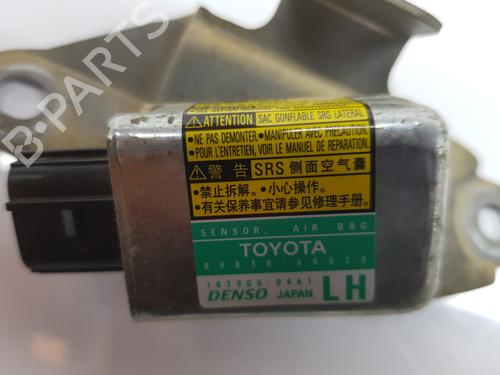 B-PARTS
ATTENTION
SAC GONFLABLE SRS LATERAL
•NE PAS DEMONTER. •MANIPULER AVEC PRECAUTION.
•POUR L'ENTRETIEN, VOIR LE MANUEL DE REPARATION.
警告 SRS 侧面空气囊
•禁止拆解。 •小心操作。
•有关保养事宜请参见修理手册.
SENSOR, AIR BAG
TOYOTA
89830-60020
187900-0461
DENSO JAPAN LH